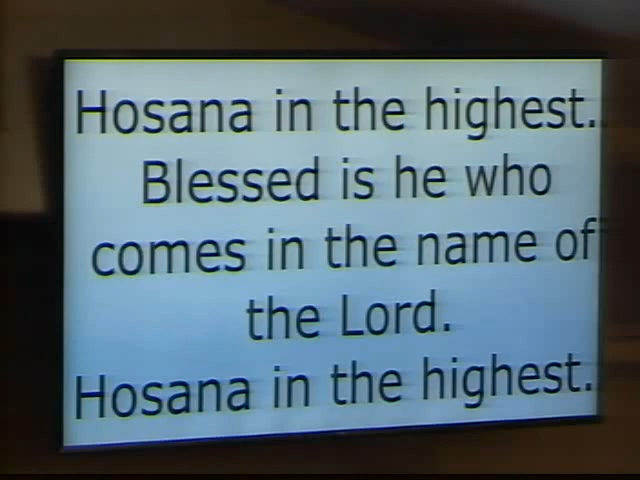 Hosana in the highest.
Blessed is he who
comes in the name of
the Lord.
Hosana in the highest.